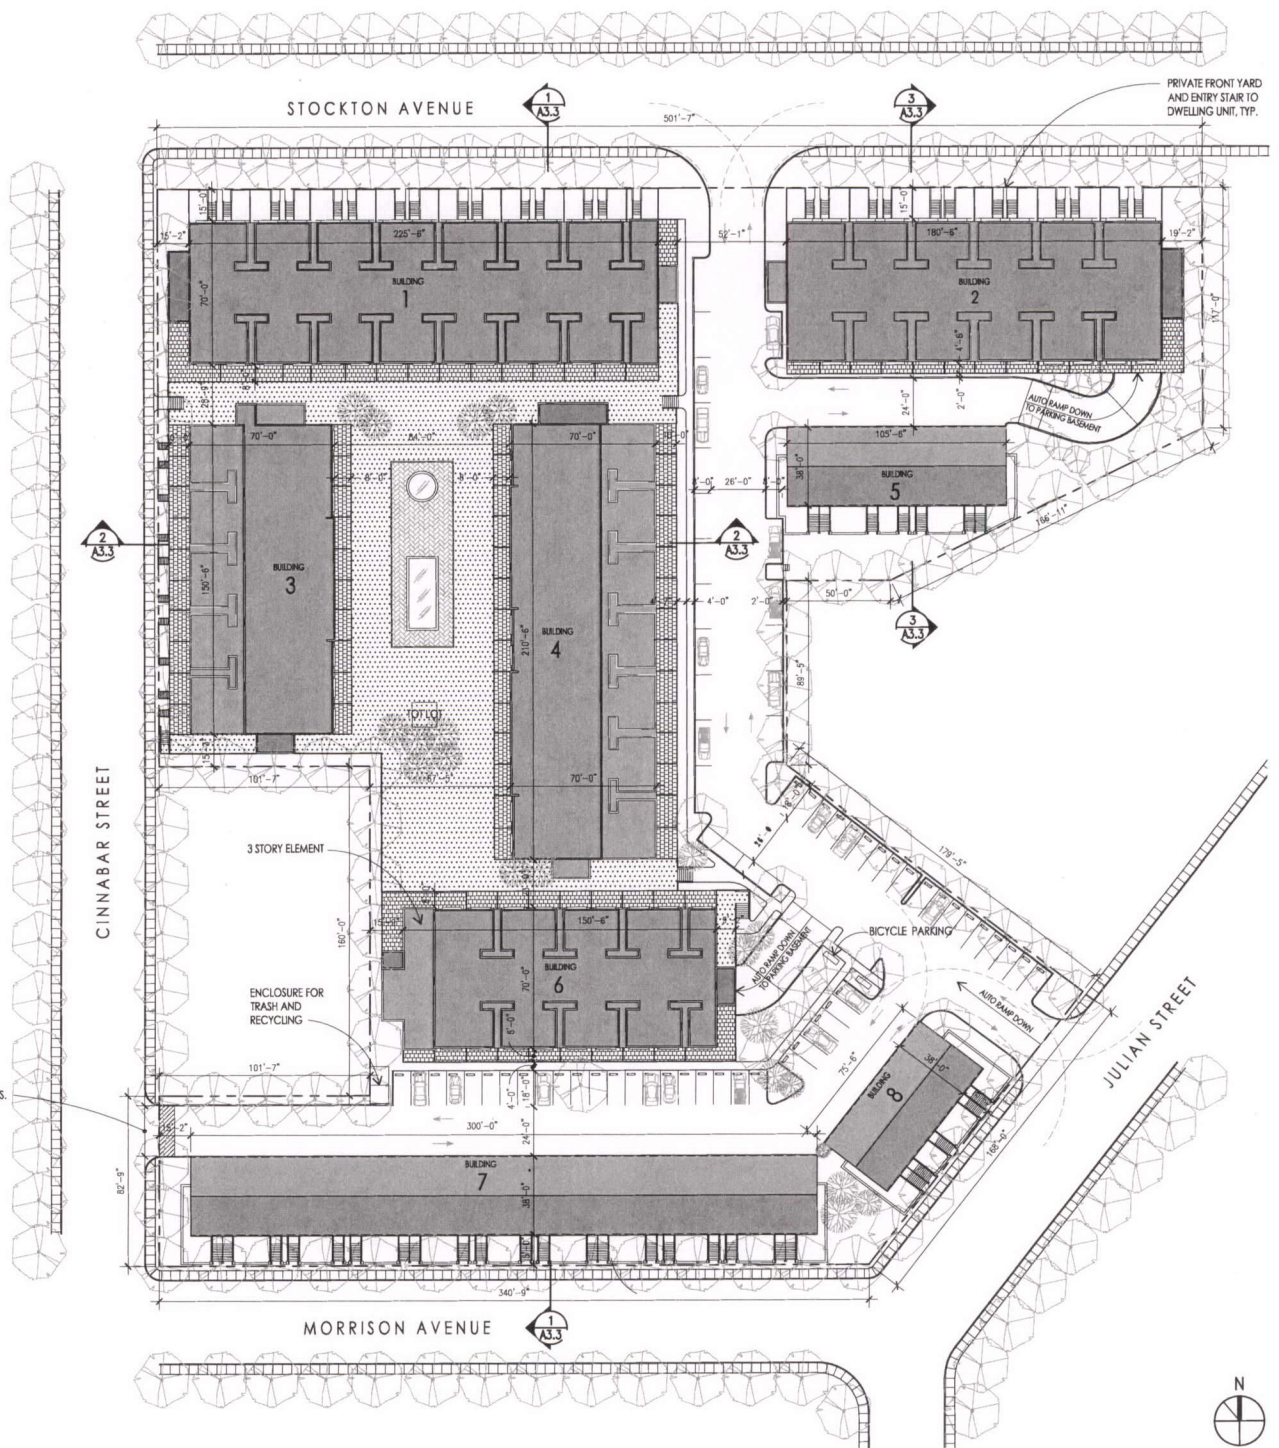 STOCKTON AVENUE
1
A3.3
3
A3.3
501'-7"
PRIVATE FRONT YARD
AND ENTRY STAIR TO
DWELLING UNIT, TYP.
15'-0"
15'-0"
15'-2"
225'-6"
52'-1"
180'-6"
19'-2"
BUILDING
1
70'-0"
BUILDING
2
117'-0"
4'-6"
24'-0"
2'-0"
AUTO RAMP DOWN
TO PARKING BASEMENT
70'-0"
84'-0"
70'-0"
105'-6"
38'-0"
BUILDING
5
26'-0"
166'-11"
2
A3.3
2
A3.3
150'-6"
BUILDING
3
BUILDING
4
210'-6"
4'-0"
2'-0"
50'-0"
3
A3.3
89'-5"
TOT LOT
101'-7"
70'-0"
179'-5"
CINNABAR STREET
3 STORY ELEMENT
160'-0"
150'-6"
BUILDING
6
70'-0"
6'-0"
AUTO RAMP DOWN
TO PARKING BASEMENT
BICYCLE PARKING
AUTO RAMP DOWN
JULIAN STREET
ENCLOSURE FOR
TRASH AND
RECYCLING
101'-7"
S.
4'-0"
18'-0"
75'-6"
38'-0"
BUILDING
8
168'-0"
15'-2"
300'-0"
24'-0"
82'-9"
BUILDING
7
38'-0"
340'-9"
MORRISON AVENUE
1
A3.3
N